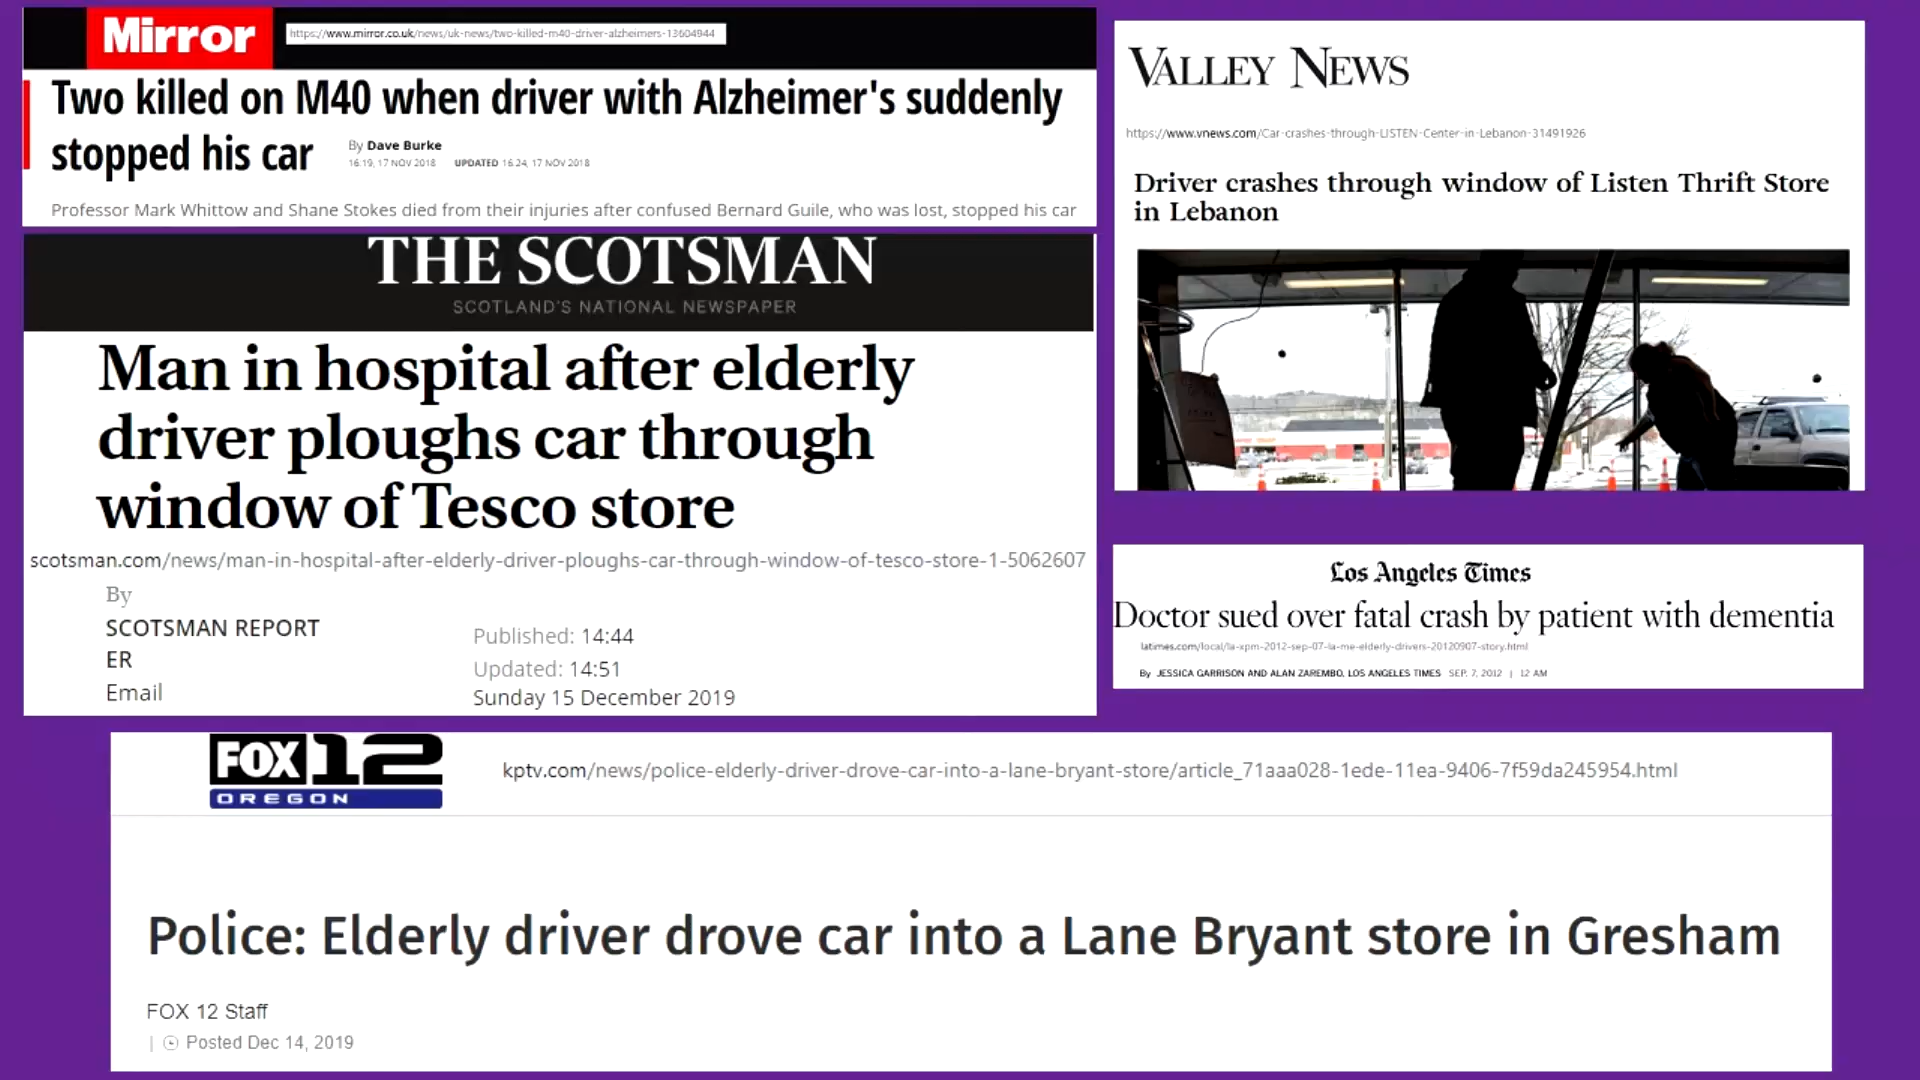 Mirror
https://www.mirror.co.uk/news/uk-news/two-killed-m40-driver-alzheimers-13604944
Two killed on M40 when driver with Alzheimer's suddenly
stopped his car
By Dave Burke
16:19, 17 NOV 2018 UPDATED 16:24, 17 NOV 2018
Professor Mark Whittow and Shane Stokes died from their injuries after confused Bernard Guile, who was lost, stopped his car
THE SCOTSMAN
SCOTLAND'S NATIONAL NEWSPAPER
Man in hospital after elderly
driver ploughs car through
window of Tesco store
scotsman.com/news/man-in-hospital-after-elderly-driver-ploughs-car-through-window-of-tesco-store-1-5062607
By
SCOTSMAN REPORT
ER
Email
Published: 14:44
Updated: 14:51
Sunday 15 December 2019
VALLEY NEWS
https://www.vnews.com/Car-crashes-through-LISTEN-Center-in-Lebanon-31491926
Driver crashes through window of Listen Thrift Store
in Lebanon
Los Angeles Times
Doctor sued over fatal crash by patient with dementia
latimes.com/local/la-xpm-2012-sep-07-la-me-elderly-drivers-20120907-story.html
By JESSICA GARRISON AND ALAN ZAREMBO, LOS ANGELES TIMES SEP. 7, 2012 | 12 AM
FOX 12
OREGON
kptv.com/news/police-elderly-driver-drove-car-into-a-lane-bryant-store/article_71aaa028-1ede-11ea-9406-7f59da245954.html
Police: Elderly driver drove car into a Lane Bryant store in Gresham
FOX 12 Staff
| Posted Dec 14, 2019